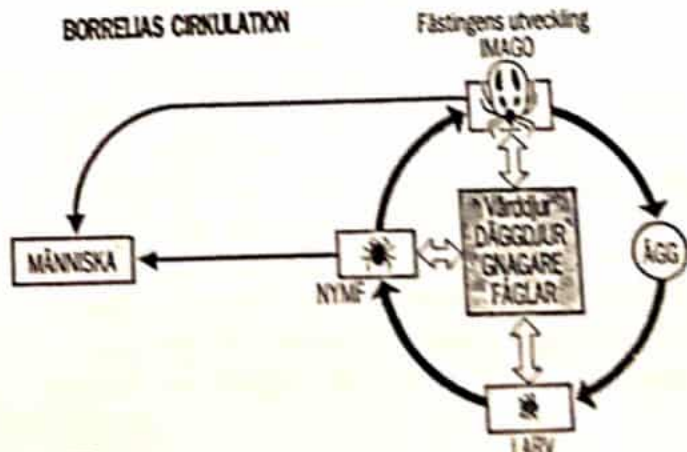 BORRELIAS CIRKULATION
Fästingens utveckling
IMAGO
Värddjur
DÄGGDJUR
GNAGARE
FÅGLAR
ÄGG
MÄNNISKA
NYMF
LARV